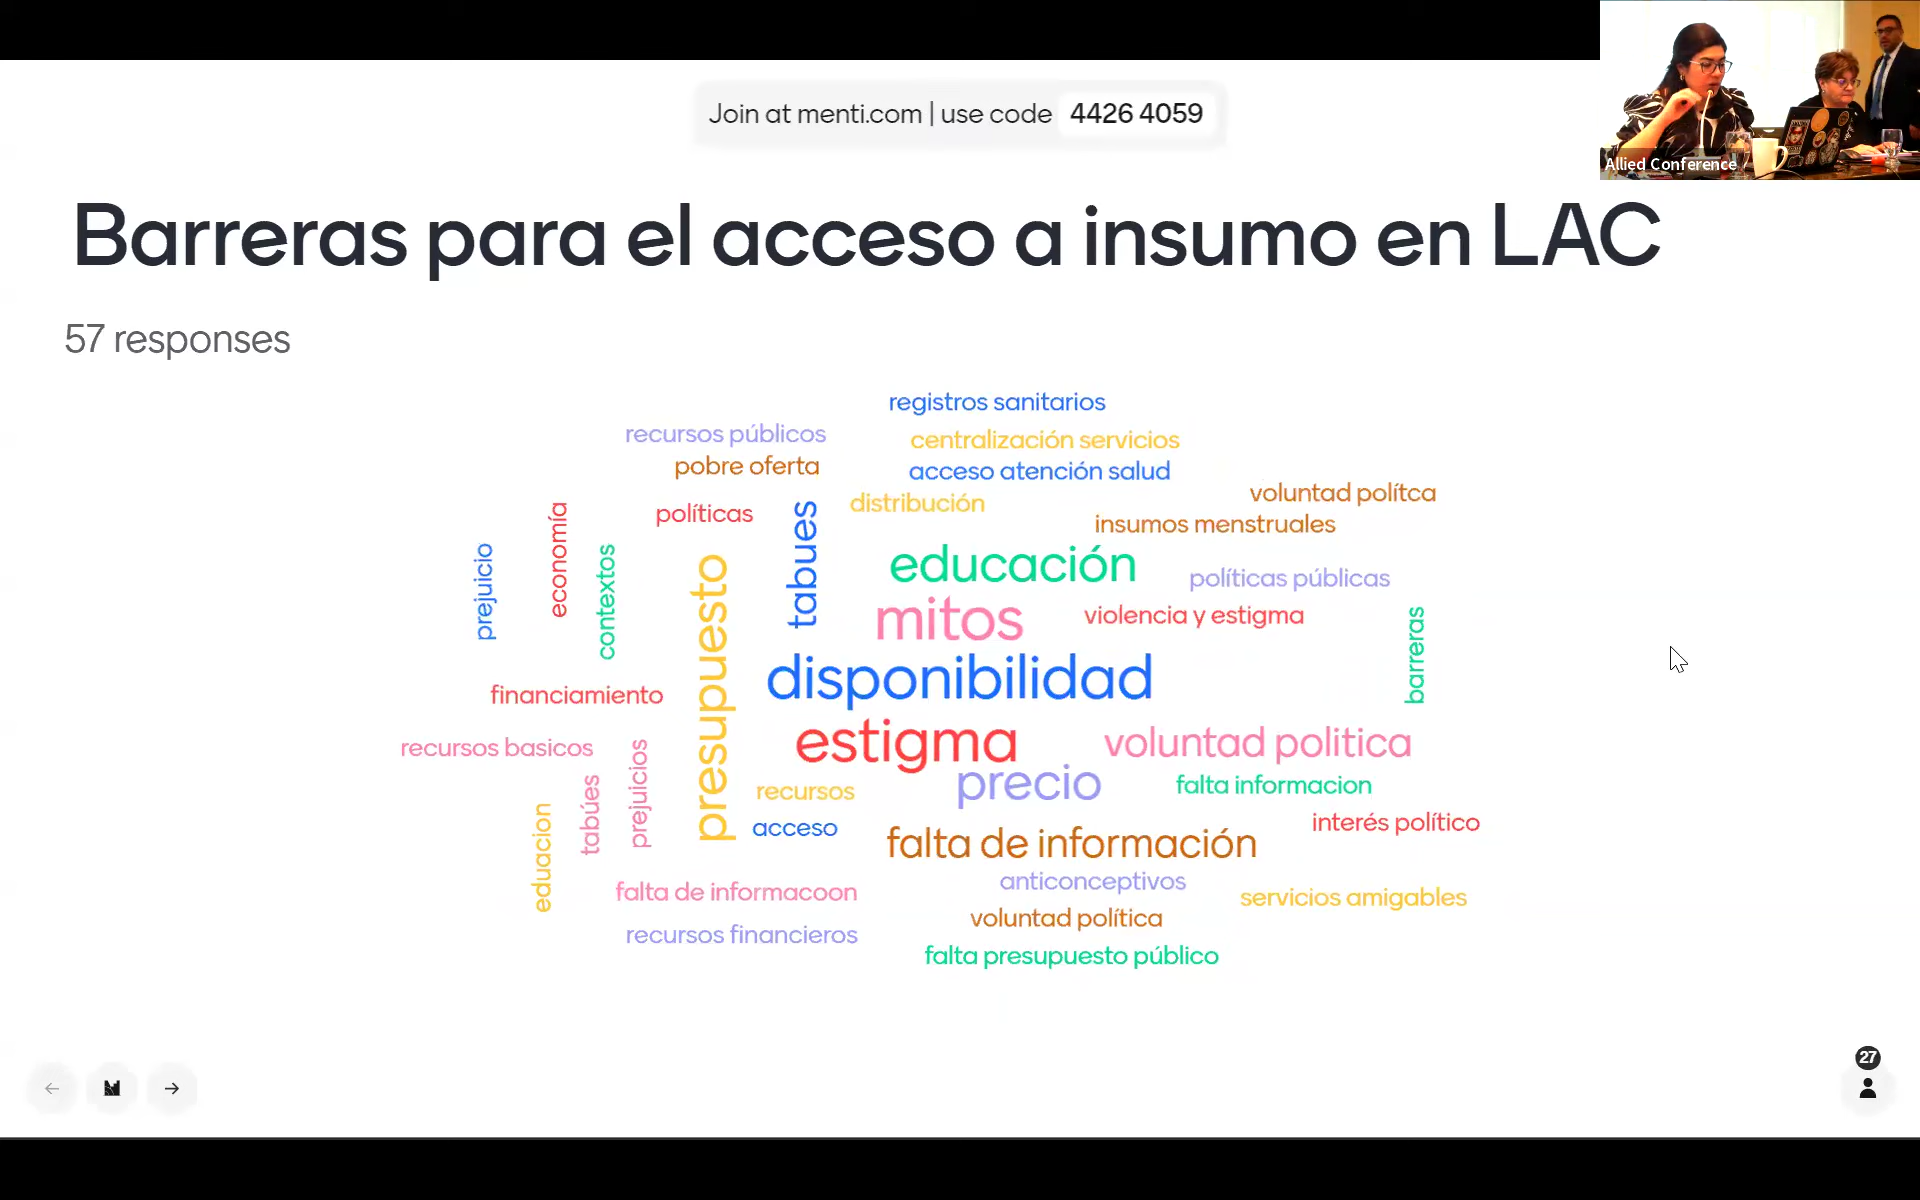 Join at menti.com | use code 4426 4059
Allied Conference
Barreras para el acceso a insumo en LAC
57 responses
registros sanitarios
recursos públicos
centralización servicios
pobre oferta
acceso atención salud
voluntad polítca
distribución
políticas
insumos menstruales
economía
tabues
prejuicio
contextos
educación
políticas públicas
presupuesto
mitos
violencia y estigma
barreras
disponibilidad
financiamiento
estigma
voluntad politica
recursos basicos
precio
falta informacion
recursos
prejuicios
tabúes
interés político
acceso
falta de información
eduacion
anticonceptivos
falta de informacoon
servicios amigables
voluntad política
recursos financieros
falta presupuesto público
27